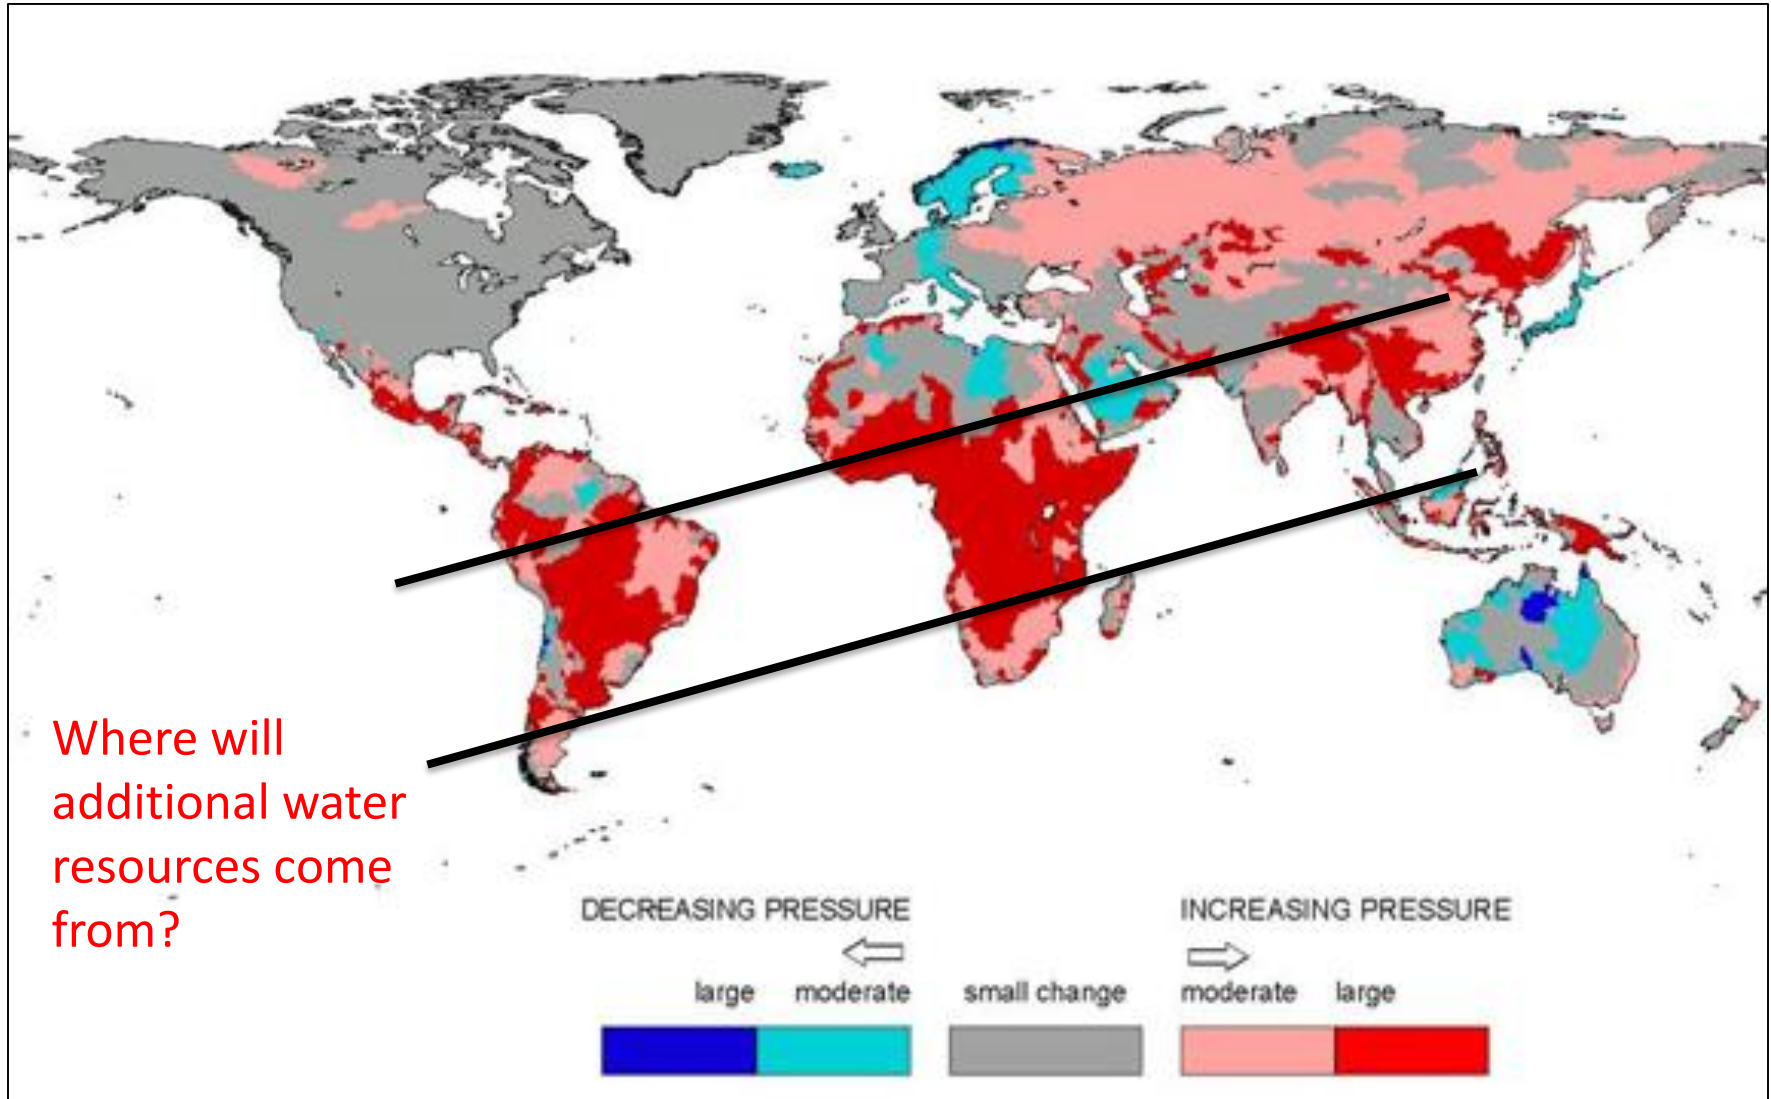 Where will
additional water
resources come
from?
DECREASING PRESSURE
INCREASING PRESSURE
large moderate
small change
moderate large